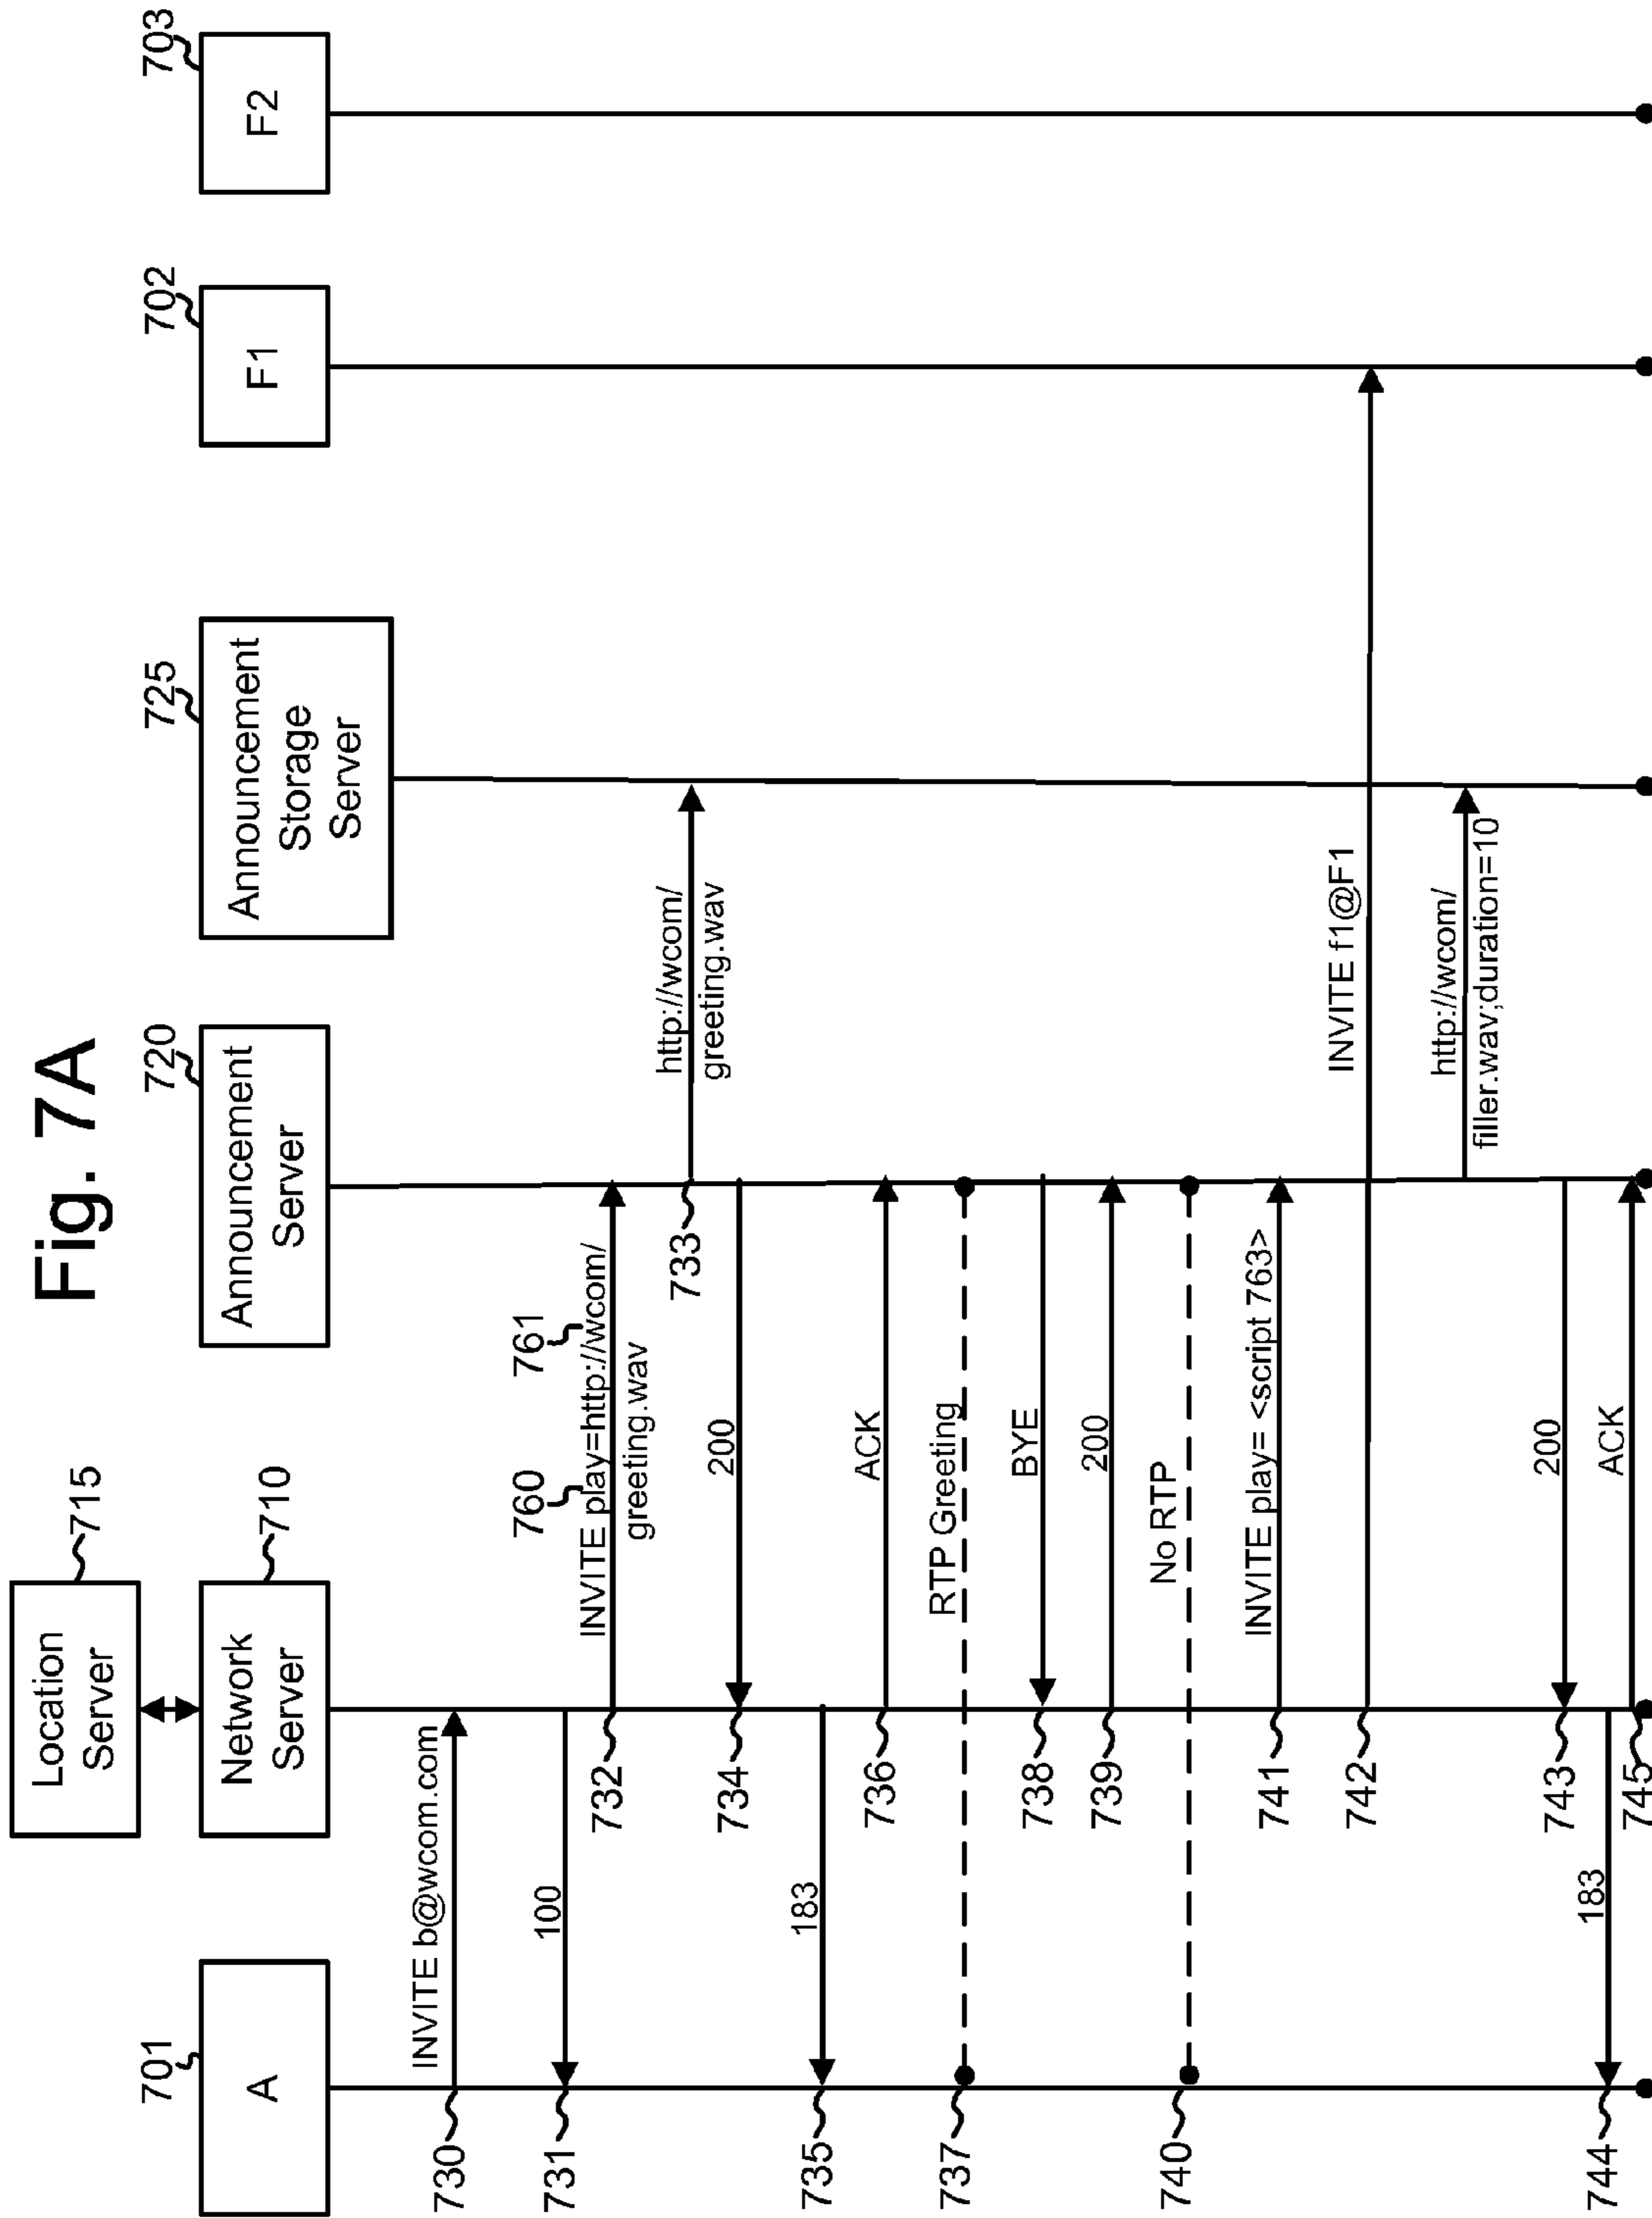 Fig. 7A
Location
Server
715
701
A
Network
Server
710
720
Announcement
Server
725
Announcement
Storage
Server
702
F1
703
F2
730
INVITE b@wcom.com
731
100
732
760
761
INVITE play=http://wcom/
greeting.wav
733
http://wcom/
greeting.wav
734
200
735
183
736
ACK
737
RTP Greeting
738
BYE
739
200
740
No RTP
741
INVITE play= <script 763>
742
INVITE f1@F1
http://wcom/
filler.wav;duration=10
743
200
744
183
745
ACK